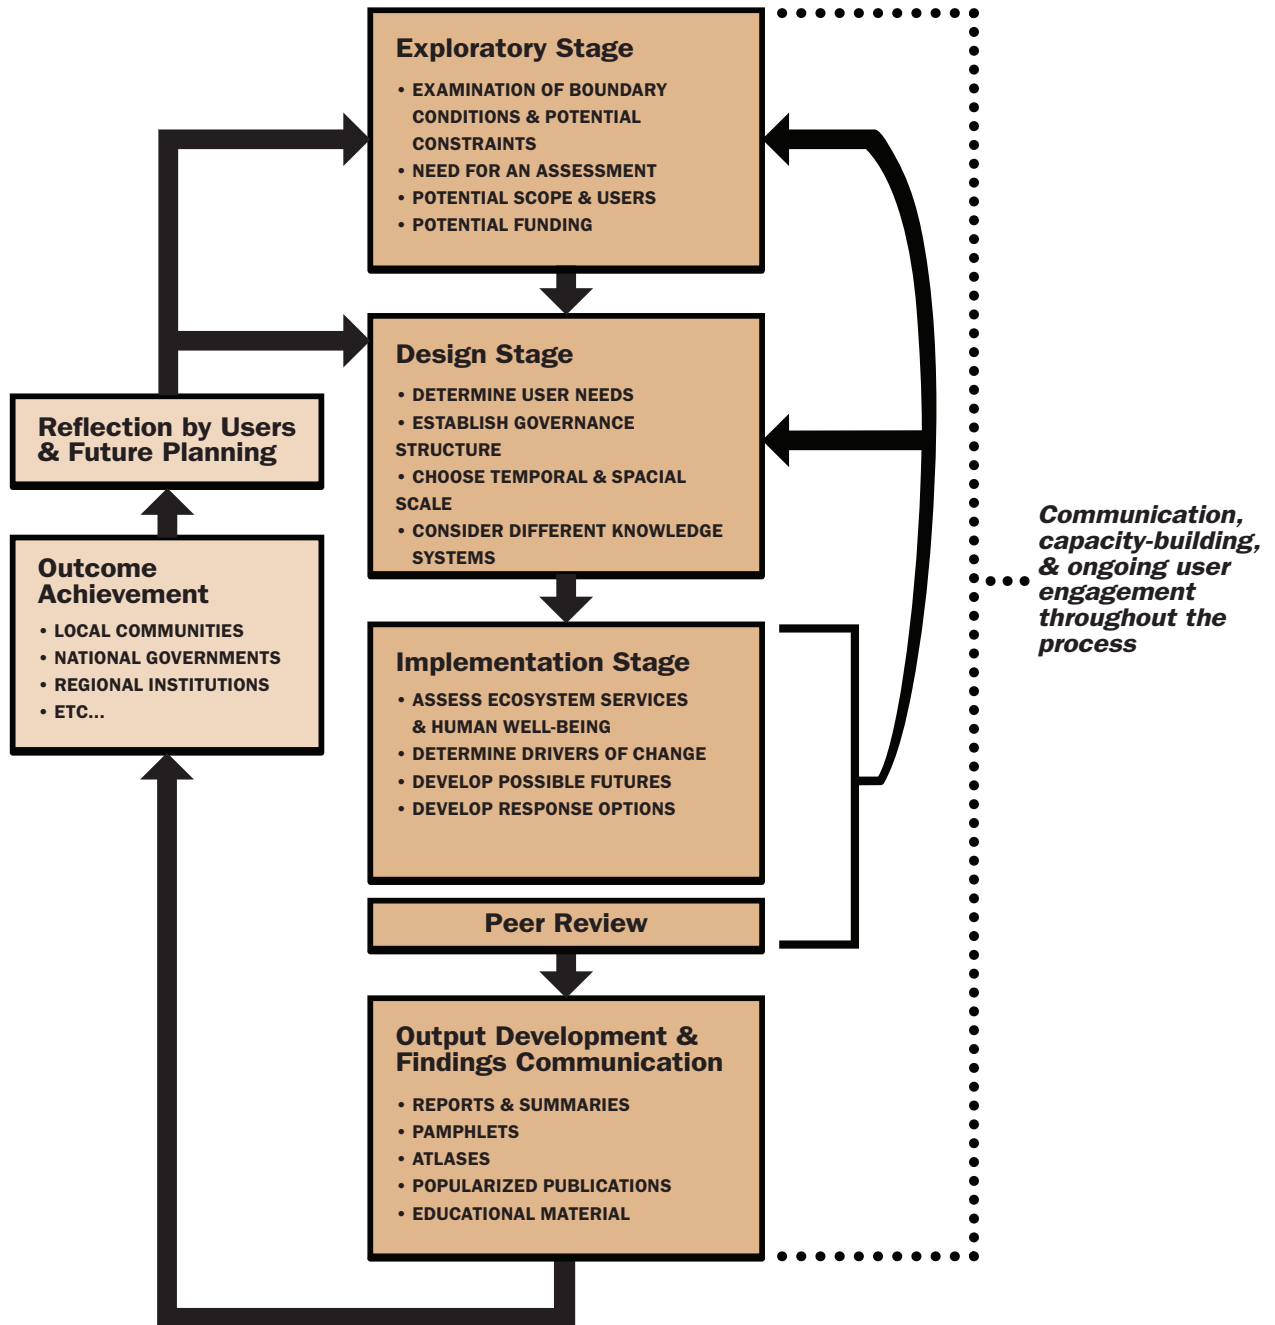 Exploratory Stage
• EXAMINATION OF BOUNDARY
CONDITIONS & POTENTIAL
CONSTRAINTS
• NEED FOR AN ASSESSMENT
• POTENTIAL SCOPE & USERS
• POTENTIAL FUNDING
Design Stage
• DETERMINE USER NEEDS
• ESTABLISH GOVERNANCE
STRUCTURE
• CHOOSE TEMPORAL & SPACIAL
SCALE
• CONSIDER DIFFERENT KNOWLEDGE
SYSTEMS
Reflection by Users
& Future Planning
Outcome
Achievement
• LOCAL COMMUNITIES
• NATIONAL GOVERNMENTS
• REGIONAL INSTITUTIONS
• ETC...
Communication,
capacity-building,
& ongoing user
engagement
throughout the
process
Implementation Stage
• ASSESS ECOSYSTEM SERVICES
& HUMAN WELL-BEING
• DETERMINE DRIVERS OF CHANGE
• DEVELOP POSSIBLE FUTURES
• DEVELOP RESPONSE OPTIONS
Peer Review
Output Development &
Findings Communication
• REPORTS & SUMMARIES
• PAMPHLETS
• ATLASES
• POPULARIZED PUBLICATIONS
• EDUCATIONAL MATERIAL